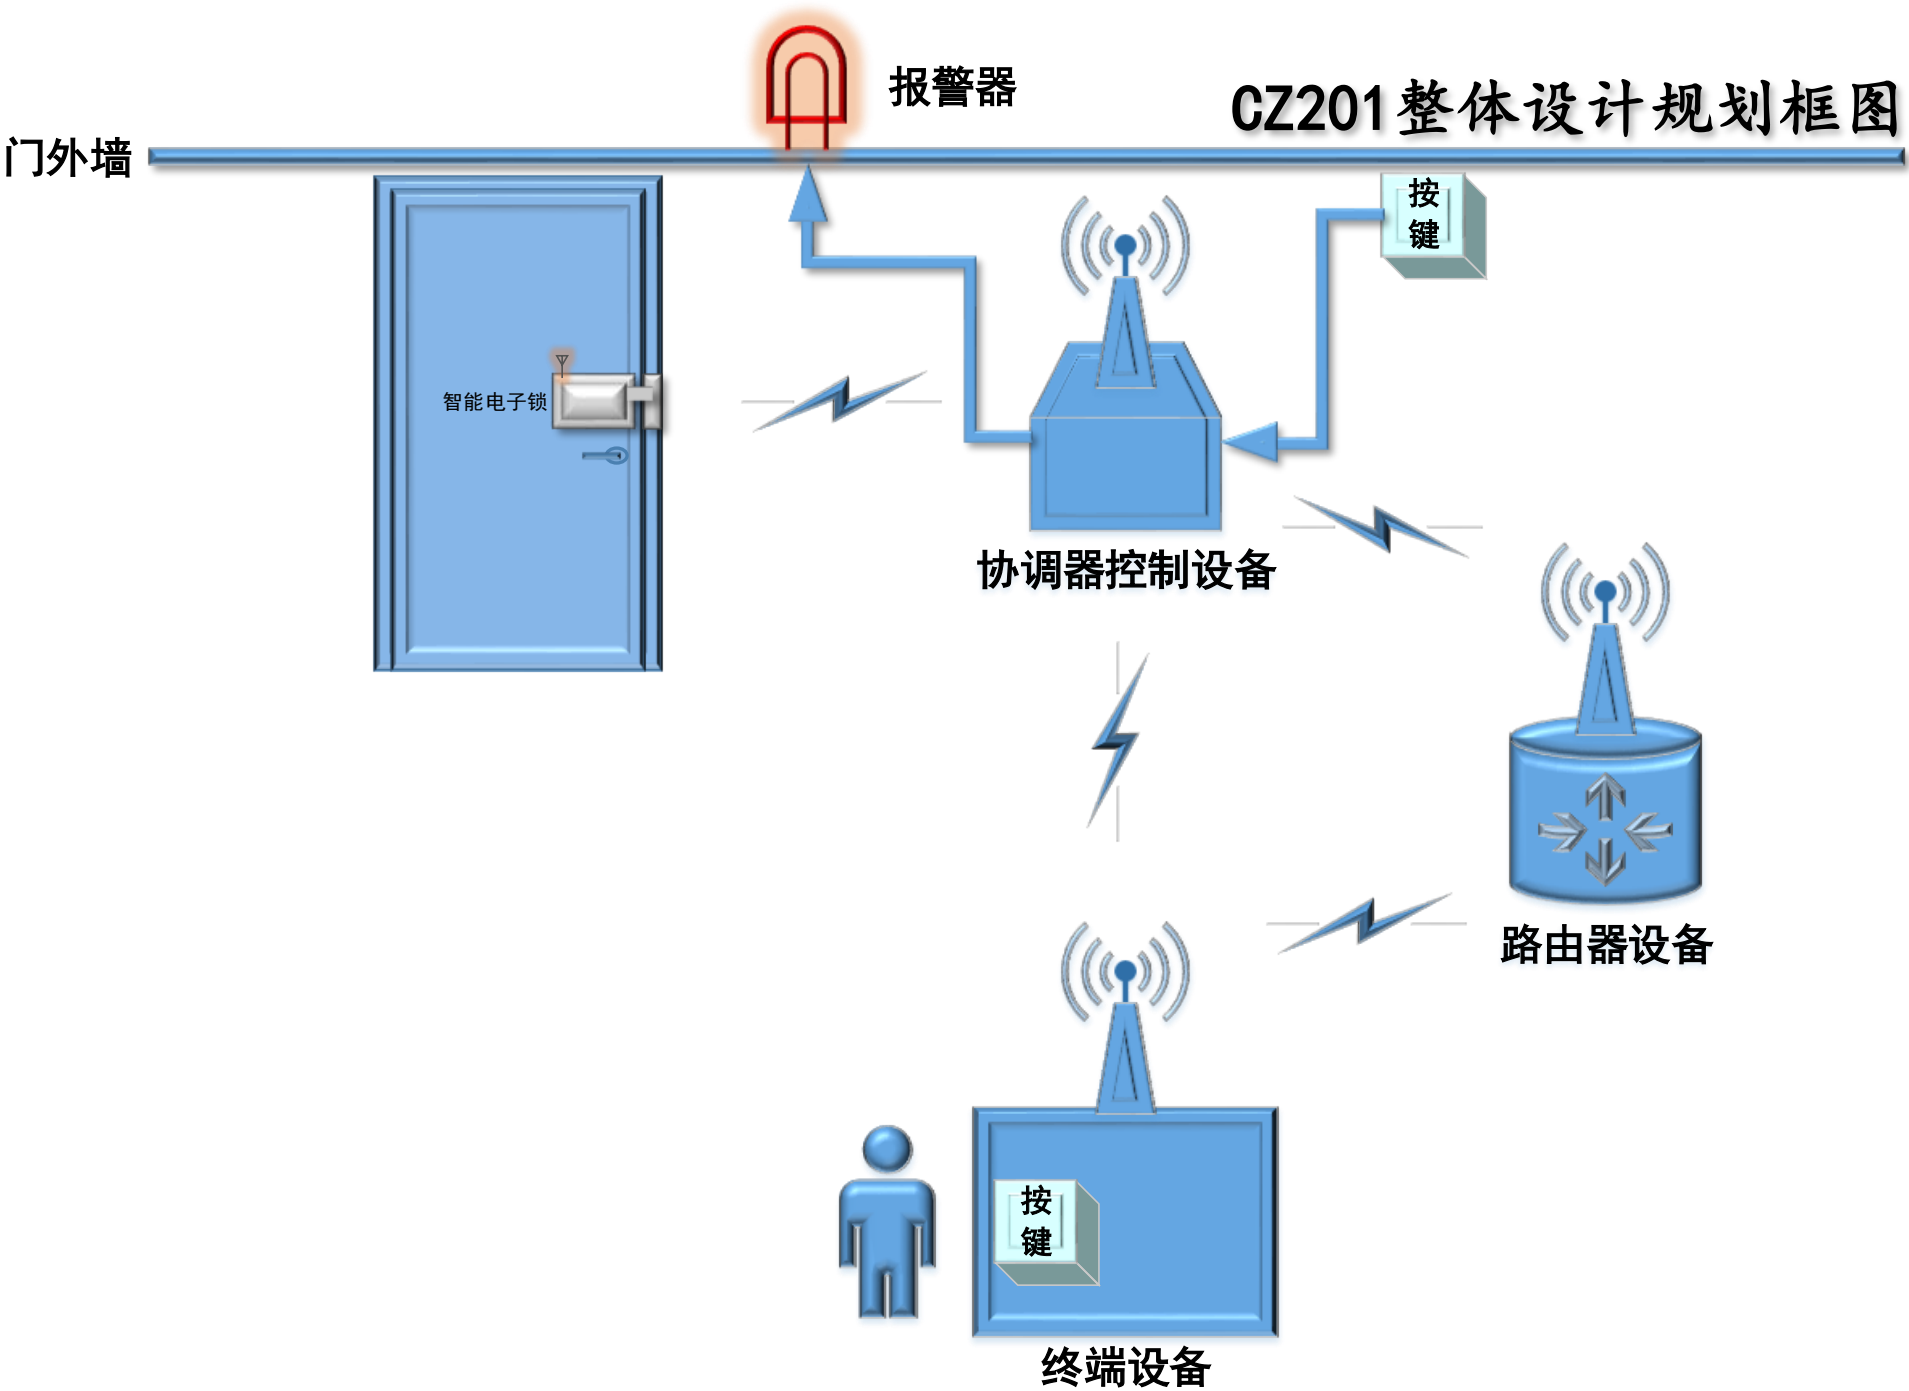 报警器
CZ201整体设计规划框图
门外墙
按
键
智能电子锁
协调器控制设备
路由器设备
按
键
终端设备